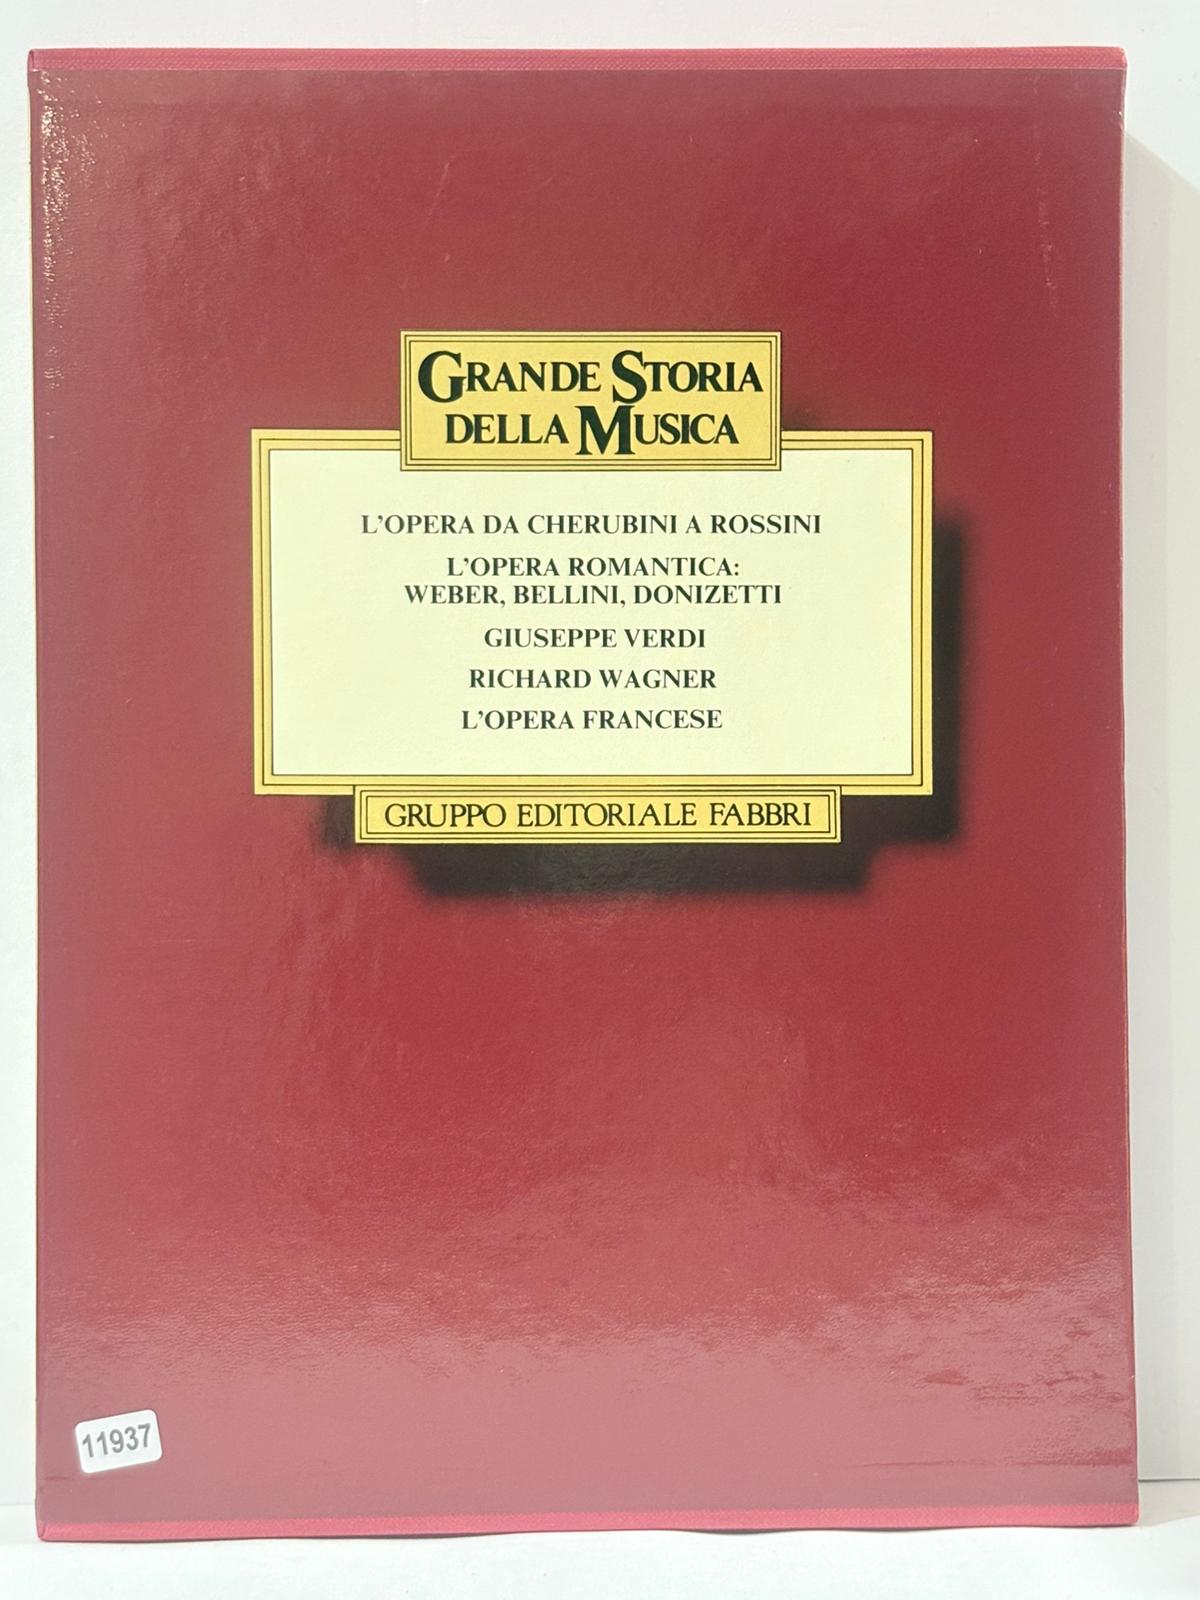 GRANDE STORIA
DELLA MUSICA
L'OPERA DA CHERUBINI A ROSSINI
L'OPERA ROMANTICA:
WEBER, BELLINI, DONIZETTI
GIUSEPPE VERDI
RICHARD WAGNER
L'OPERA FRANCESE
GRUPPO EDITORIALE FABBRI
11937